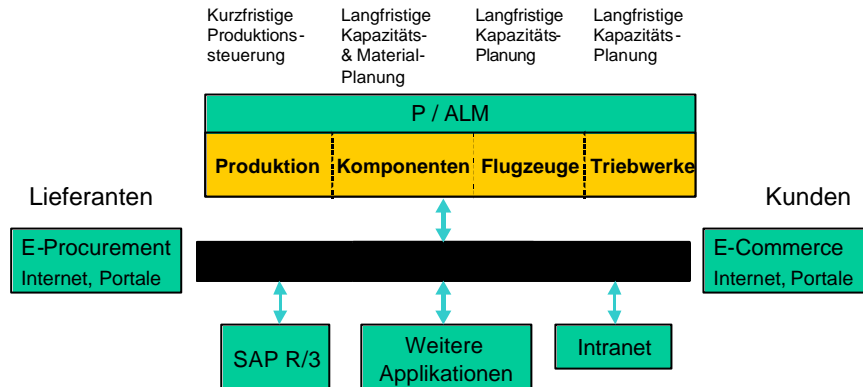 Kurzfristige
Produktions-
steuerung
Langfristige
Kapazitäts-
& Material-
Planung
Langfristige
Kapazitäts-
Planung
Langfristige
Kapazitäts-
Planung
P / ALM
Produktion
Komponenten
Flugzeuge
Triebwerke
Lieferanten
Kunden
E-Procurement
Internet, Portale
E-Commerce
Internet, Portale
SAP R/3
Weitere
Applikationen
Intranet